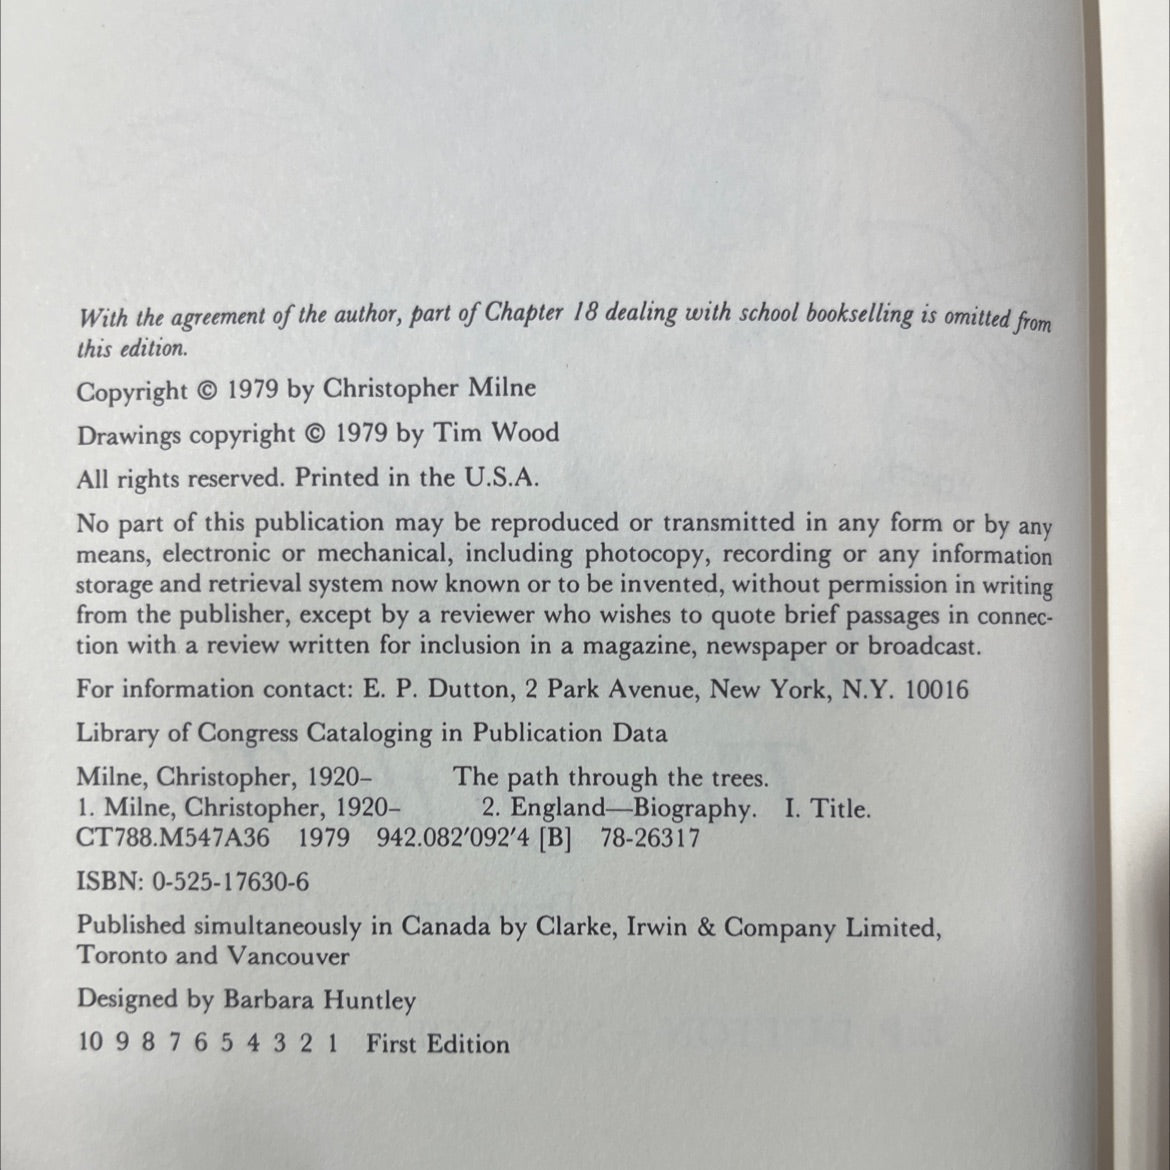 With the agreement of the author, part of Chapter 18 dealing with school bookselling is omitted from
this edition.
Copyright © 1979 by Christopher Milne
Drawings copyright © 1979 by Tim Wood
All rights reserved. Printed in the U.S.A.
No part of this publication may be reproduced or transmitted in any form or by any
means, electronic or mechanical, including photocopy, recording or any information
storage and retrieval system now known or to be invented, without permission in writing
from the publisher, except by a reviewer who wishes to quote brief passages in connec-
tion with a review written for inclusion in a magazine, newspaper or broadcast.
For information contact: E. P. Dutton, 2 Park Avenue, New York, N.Y. 10016
Library of Congress Cataloging in Publication Data
Milne, Christopher, 1920– The path through the trees.
1. Milne, Christopher, 1920– 2. England—Biography. I. Title.
CT788.M547A36 1979 942.082′092′4 [B] 78-26317
ISBN: 0-525-17630-6
Published simultaneously in Canada by Clarke, Irwin & Company Limited,
Toronto and Vancouver
Designed by Barbara Huntley
10 9 8 7 6 5 4 3 2 1 First Edition